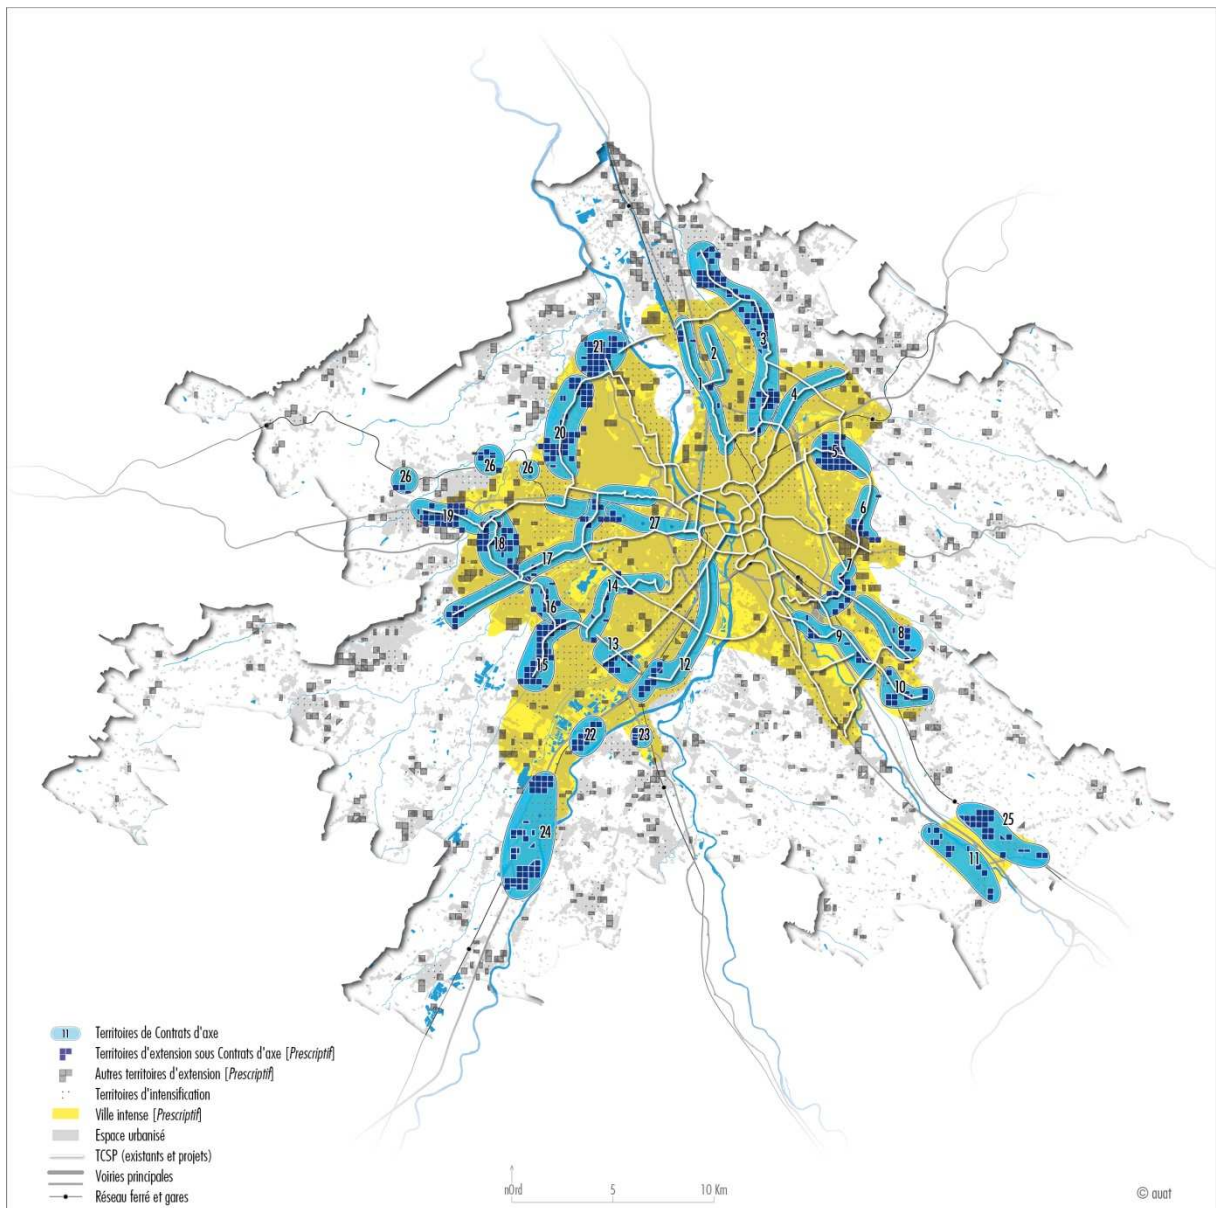 21
2
3
1
4
20
26
26
26
5
19
27
6
18
17
7
14
16
8
13
9
15
12
10
22
23
24
25
11
11 Territoires de Contrats d'axe
Territoires d'extension sous Contrats d'axe [Prescriptif]
Autres territoires d'extension [Prescriptif]
Territoires d'intensification
Ville intense [Prescriptif]
Espace urbanisé
TCSP (existants et projets)
Voiries principales
Réseau ferré et gares
nOrd 5 10 Km
© auat